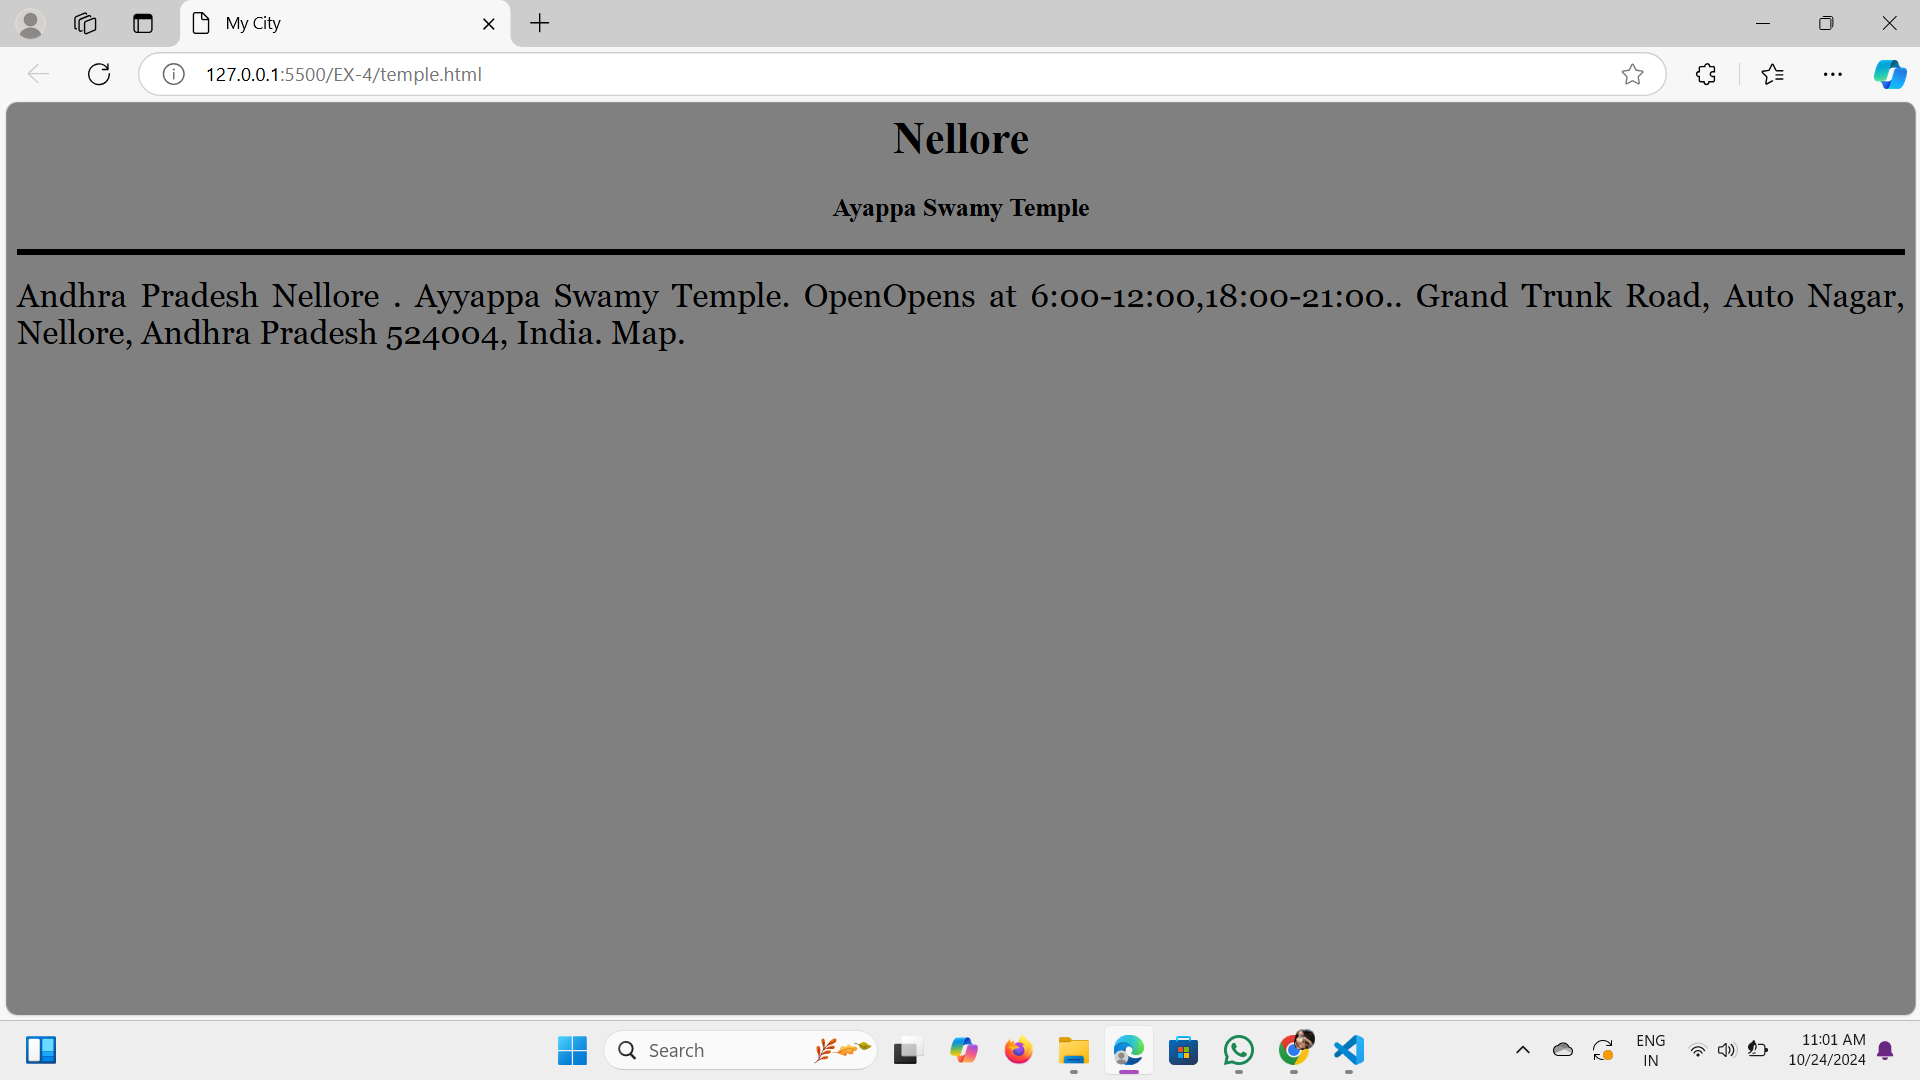 My City
127.0.0.1:5500/EX-4/temple.html
Nellore
Ayappa Swamy Temple
Andhra Pradesh Nellore . Ayyappa Swamy Temple. OpenOpens at 6:00-12:00,18:00-21:00.. Grand Trunk Road, Auto Nagar,
Nellore, Andhra Pradesh 524004, India. Map.
Search
ENG
IN
11:01 AM
10/24/2024